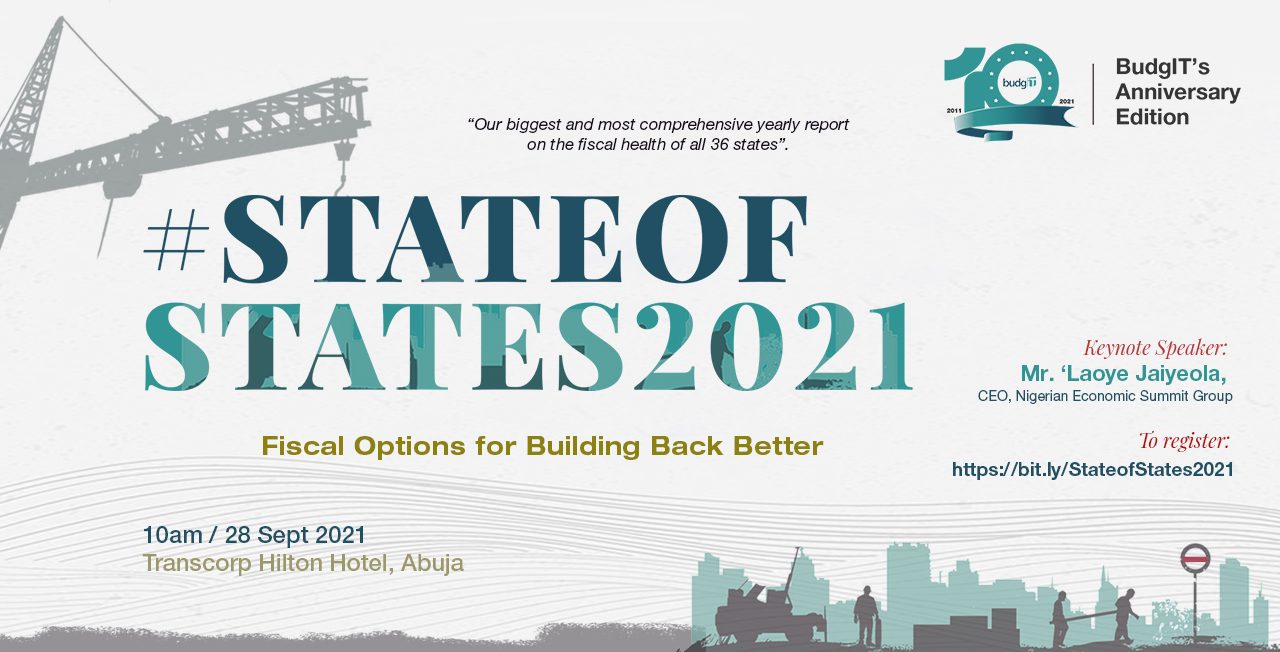 budgIT
2011
2021
BudgIT’s
Anniversary
Edition
“Our biggest and most comprehensive yearly report
on the fiscal health of all 36 states”.
#STATEOF
STATES2021
Fiscal Options for Building Back Better
Keynote Speaker:
Mr. ‘Laoye Jaiyeola,
CEO, Nigerian Economic Summit Group
To register:
https://bit.ly/StateofStates2021
10am / 28 Sept 2021
Transcorp Hilton Hotel, Abuja